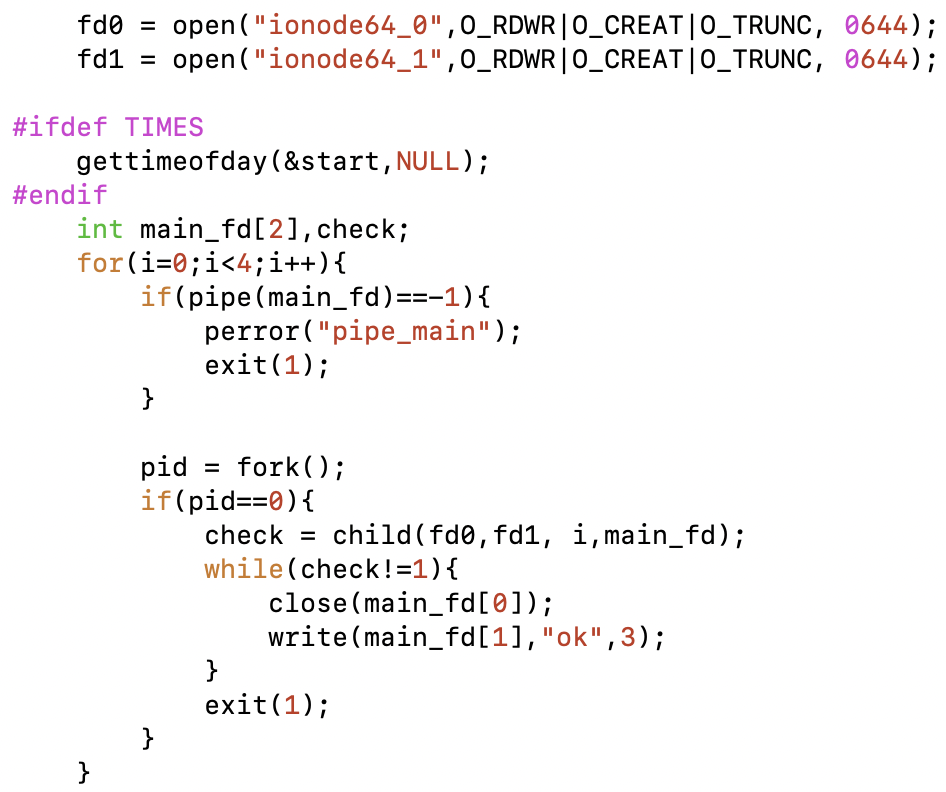 fd0 = open("ionode64_0",O_RDWR|O_CREAT|O_TRUNC, 0644);
    fd1 = open("ionode64_1",O_RDWR|O_CREAT|O_TRUNC, 0644);

#ifdef TIMES
    gettimeofday(&start,NULL);
#endif
    int main_fd[2],check;
    for(i=0;i<4;i++){
        if(pipe(main_fd)==-1){
            perror("pipe_main");
            exit(1);
        }

        pid = fork();
        if(pid==0){
            check = child(fd0,fd1, i,main_fd);
            while(check!=1){
                close(main_fd[0]);
                write(main_fd[1],"ok",3);
            }
            exit(1);
        }
    }